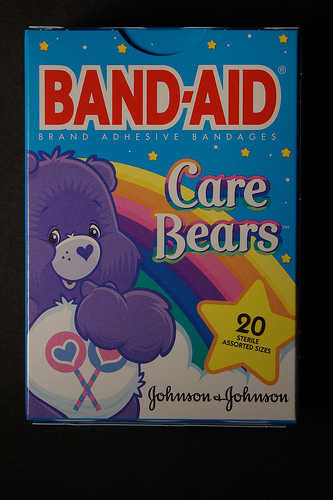 BAND-AID®
BRAND ADHESIVE BANDAGES
Care
Bears™
20
STERILE
ASSORTED SIZES
Johnson & Johnson